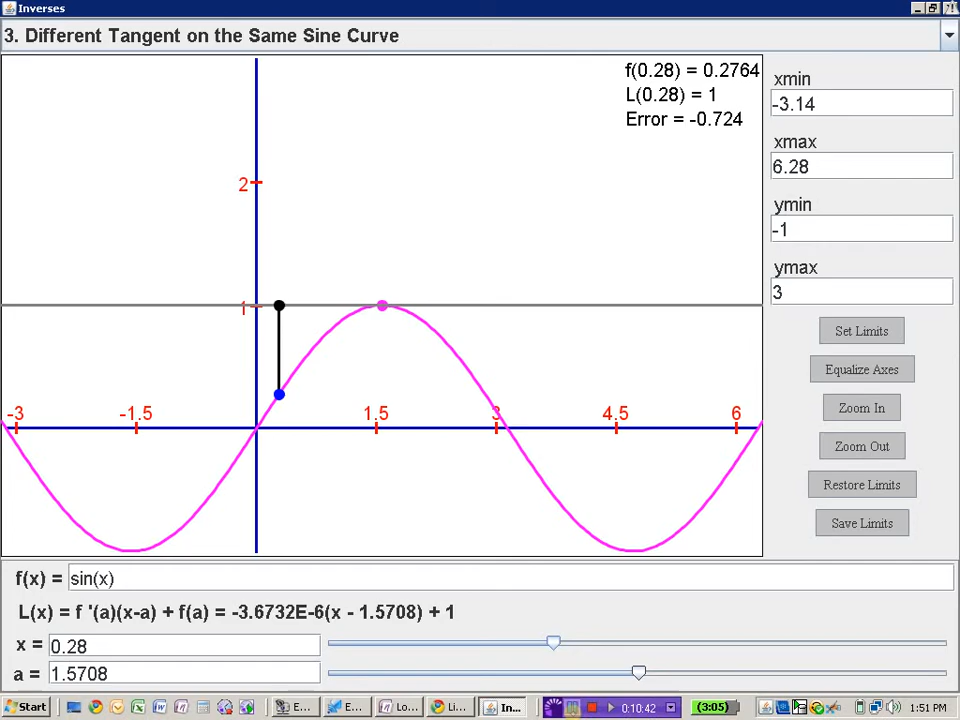 Inverses
3. Different Tangent on the Same Sine Curve
f(0.28) = 0.2764
L(0.28) = 1
Error = -0.724
2
1
-3 -1.5 1.5 3 4.5 6
xmin
-3.14
xmax
6.28
ymin
-1
ymax
3
Set Limits
Equalize Axes
Zoom In
Zoom Out
Restore Limits
Save Limits
f(x) = sin(x)
L(x) = f '(a)(x-a) + f(a) = -3.6732E-6(x - 1.5708) + 1
x = 0.28
a = 1.5708
Start E... E... Lo... Li... In... 0:10:42 (3:05) 1:51 PM